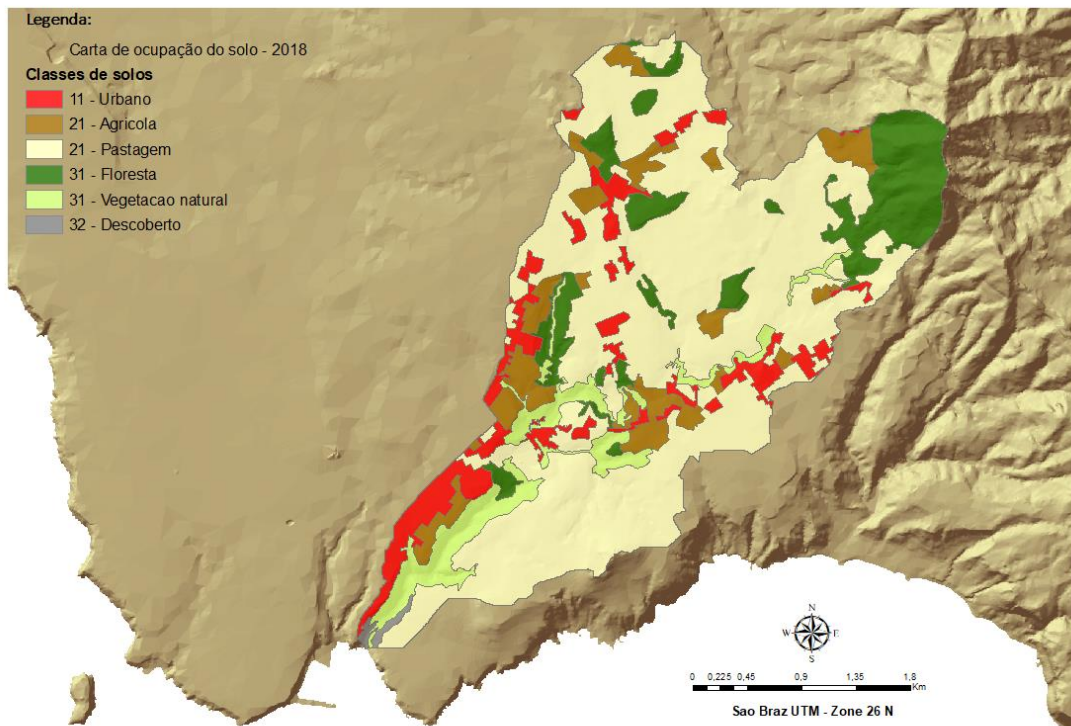 Legenda:
Carta de ocupação do solo - 2018
Classes de solos
11 - Urbano
21 - Agricola
21 - Pastagem
31 - Floresta
31 - Vegetacao natural
32 - Descoberto
N
W E
S
0 0,225 0,45 0,9 1,35 1,8
Km
Sao Braz UTM - Zone 26 N